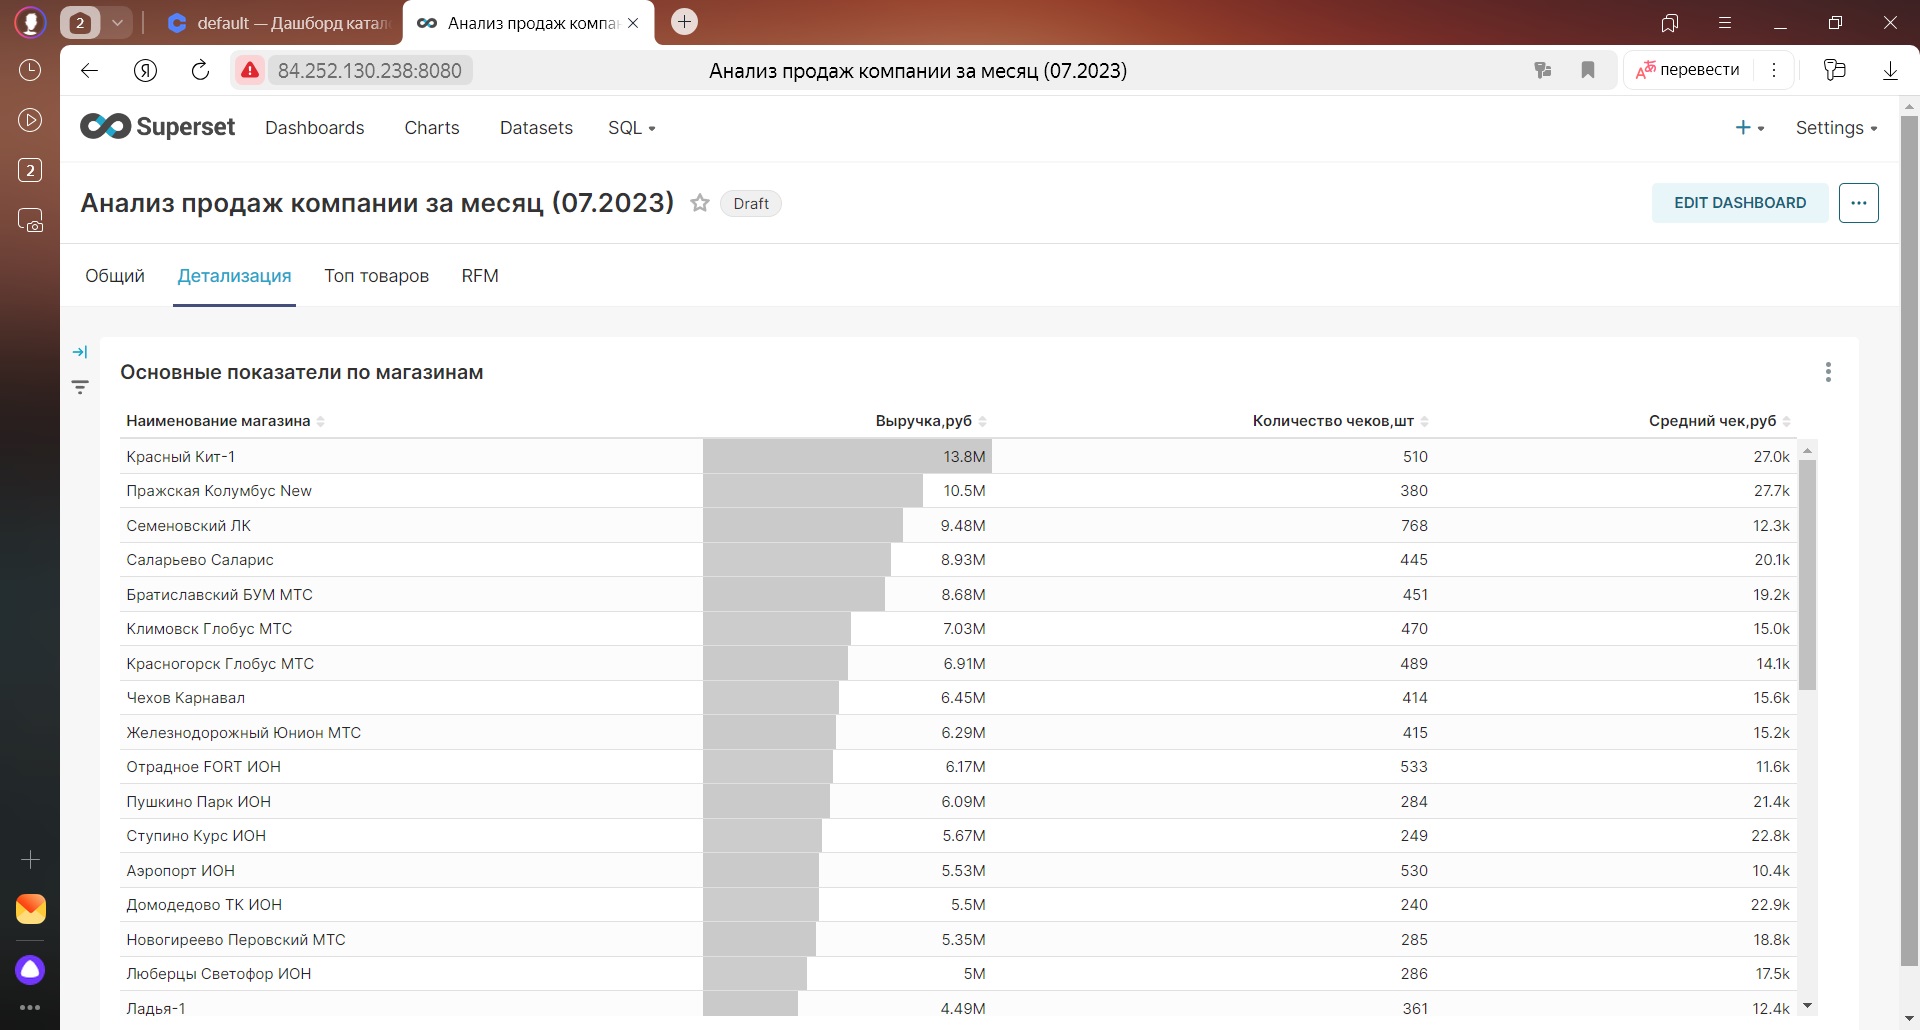 2
default — Дашборд катал
Анализ продаж компа
84.252.130.238:8080
Анализ продаж компании за месяц (07.2023)
перевести
2
Superset
Dashboards
Charts
Datasets
SQL
Settings
Анализ продаж компании за месяц (07.2023)
Draft
EDIT DASHBOARD
Общий
Детализация
Топ товаров
RFM
Основные показатели по магазинам
Наименование магазина Выручка,руб Количество чеков,шт Средний чек,руб
Красный Кит-1 13.8M 510 27.0k
Пражская Колумбус New 10.5M 380 27.7k
Семеновский ЛК 9.48M 768 12.3k
Саларьево Саларис 8.93M 445 20.1k
Братиславский БУМ МТС 8.68M 451 19.2k
Климовск Глобус МТС 7.03M 470 15.0k
Красногорск Глобус МТС 6.91M 489 14.1k
Чехов Карнавал 6.45M 414 15.6k
Железнодорожный Юнион МТС 6.29M 415 15.2k
Отрадное FORT ИОН 6.17M 533 11.6k
Пушкино Парк ИОН 6.09M 284 21.4k
Ступино Курс ИОН 5.67M 249 22.8k
Аэропорт ИОН 5.53M 530 10.4k
Домодедово ТК ИОН 5.5M 240 22.9k
Новогиреево Перовский МТС 5.35M 285 18.8k
Люберцы Светофор ИОН 5M 286 17.5k
Ладья-1 4.49M 361 12.4k